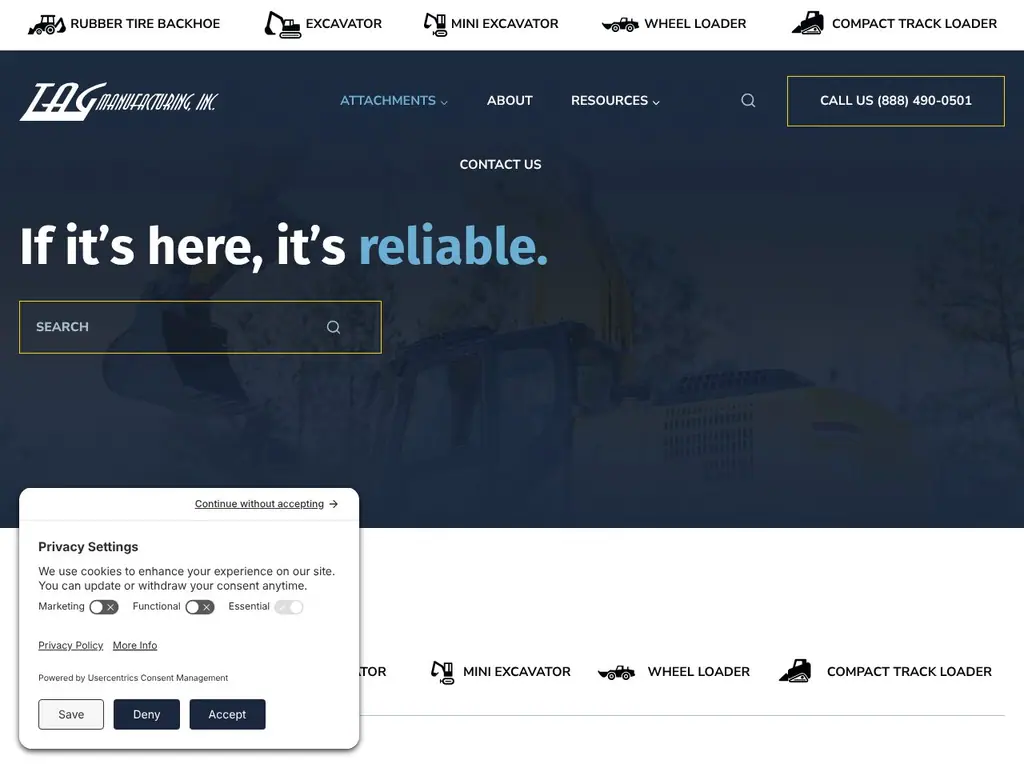 RUBBER TIRE BACKHOE
EXCAVATOR
MINI EXCAVATOR
WHEEL LOADER
COMPACT TRACK LOADER
TAG MANUFACTURING, INC.
ATTACHMENTS
ABOUT
RESOURCES
CALL US (888) 490-0501
CONTACT US
If it's here, it's reliable.
SEARCH
Continue without accepting →
Privacy Settings
We use cookies to enhance your experience on our site.
You can update or withdraw your consent anytime.
Marketing
Functional
Essential
Privacy Policy
More Info
Powered by Usercentrics Consent Management
Save
Deny
Accept
MINI EXCAVATOR
WHEEL LOADER
COMPACT TRACK LOADER